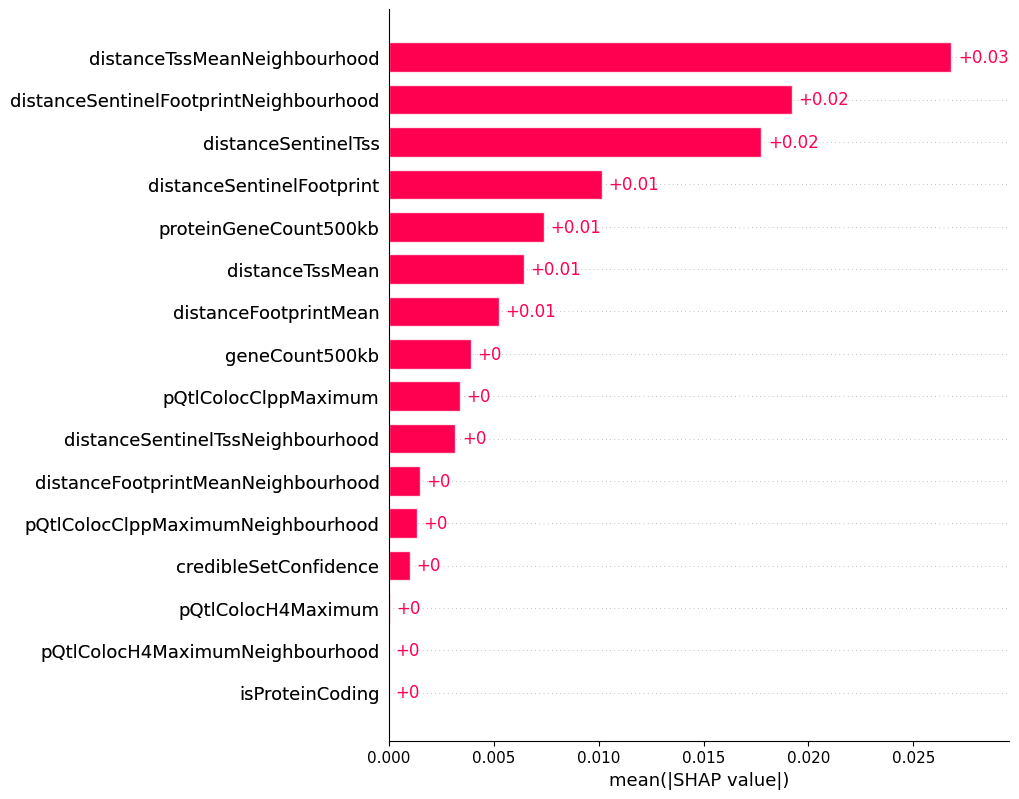 distanceTssMeanNeighbourhood +0.03
distanceSentinelFootprintNeighbourhood +0.02
distanceSentinelTss +0.02
distanceSentinelFootprint +0.01
proteinGeneCount500kb +0.01
distanceTssMean +0.01
distanceFootprintMean +0.01
geneCount500kb +0
pQtlColocClppMaximum +0
distanceSentinelTssNeighbourhood +0
distanceFootprintMeanNeighbourhood +0
pQtlColocClppMaximumNeighbourhood +0
credibleSetConfidence +0
pQtlColocH4Maximum +0
pQtlColocH4MaximumNeighbourhood +0
isProteinCoding +0
0.000 0.005 0.010 0.015 0.020 0.025
mean(|SHAP value|)